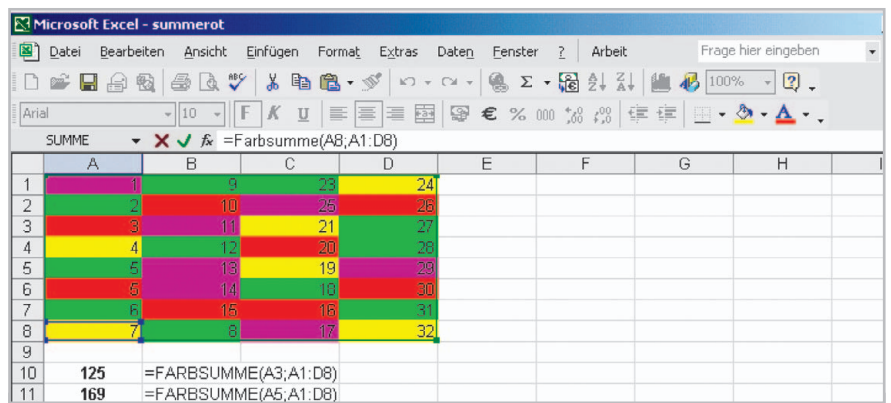 Microsoft Excel - summerot
Datei Bearbeiten Ansicht Einfügen Format Extras Daten Fenster ? Arbeit Frage hier eingeben
ABC Σ A Z Z A 100% ?
Arial 10 F K U € % 000 A
SUMME fx =Farbsumme(A8;A1:D8)
A B C D E F G H I
1 1 9 23 24
2 2 10 25 26
3 3 11 21 27
4 4 12 20 28
5 5 13 19 29
6 5 14 18 30
7 6 15 16 31
8 7 8 17 32
9
10 125 =FARBSUMME(A3;A1:D8)
11 169 =FARBSUMME(A5;A1:D8)